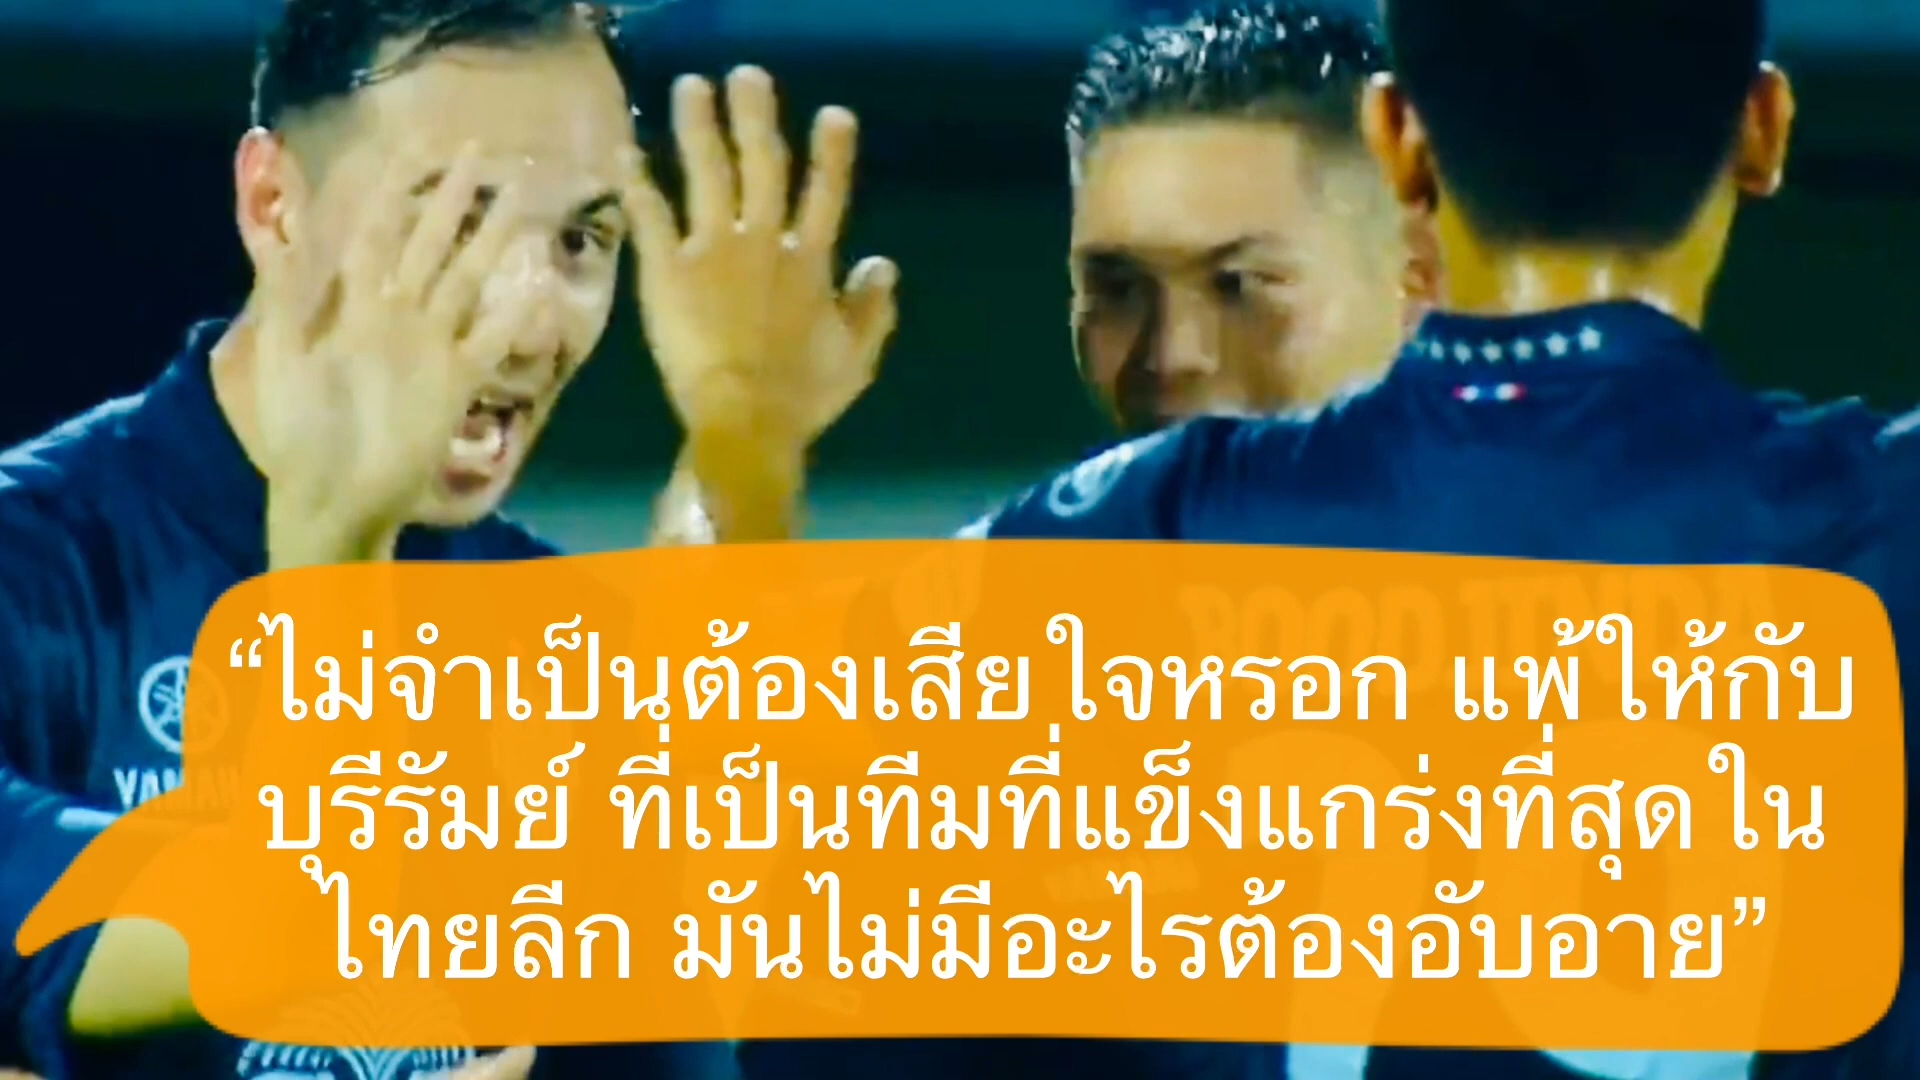 “ไม่จำเป็นต้องเสียใจหรอก แพ้ให้กับ
บุรีรัมย์ ที่เป็นทีมที่แข็งแกร่งที่สุดใน
ไทยลีก มันไม่มีอะไรต้องอับอาย”